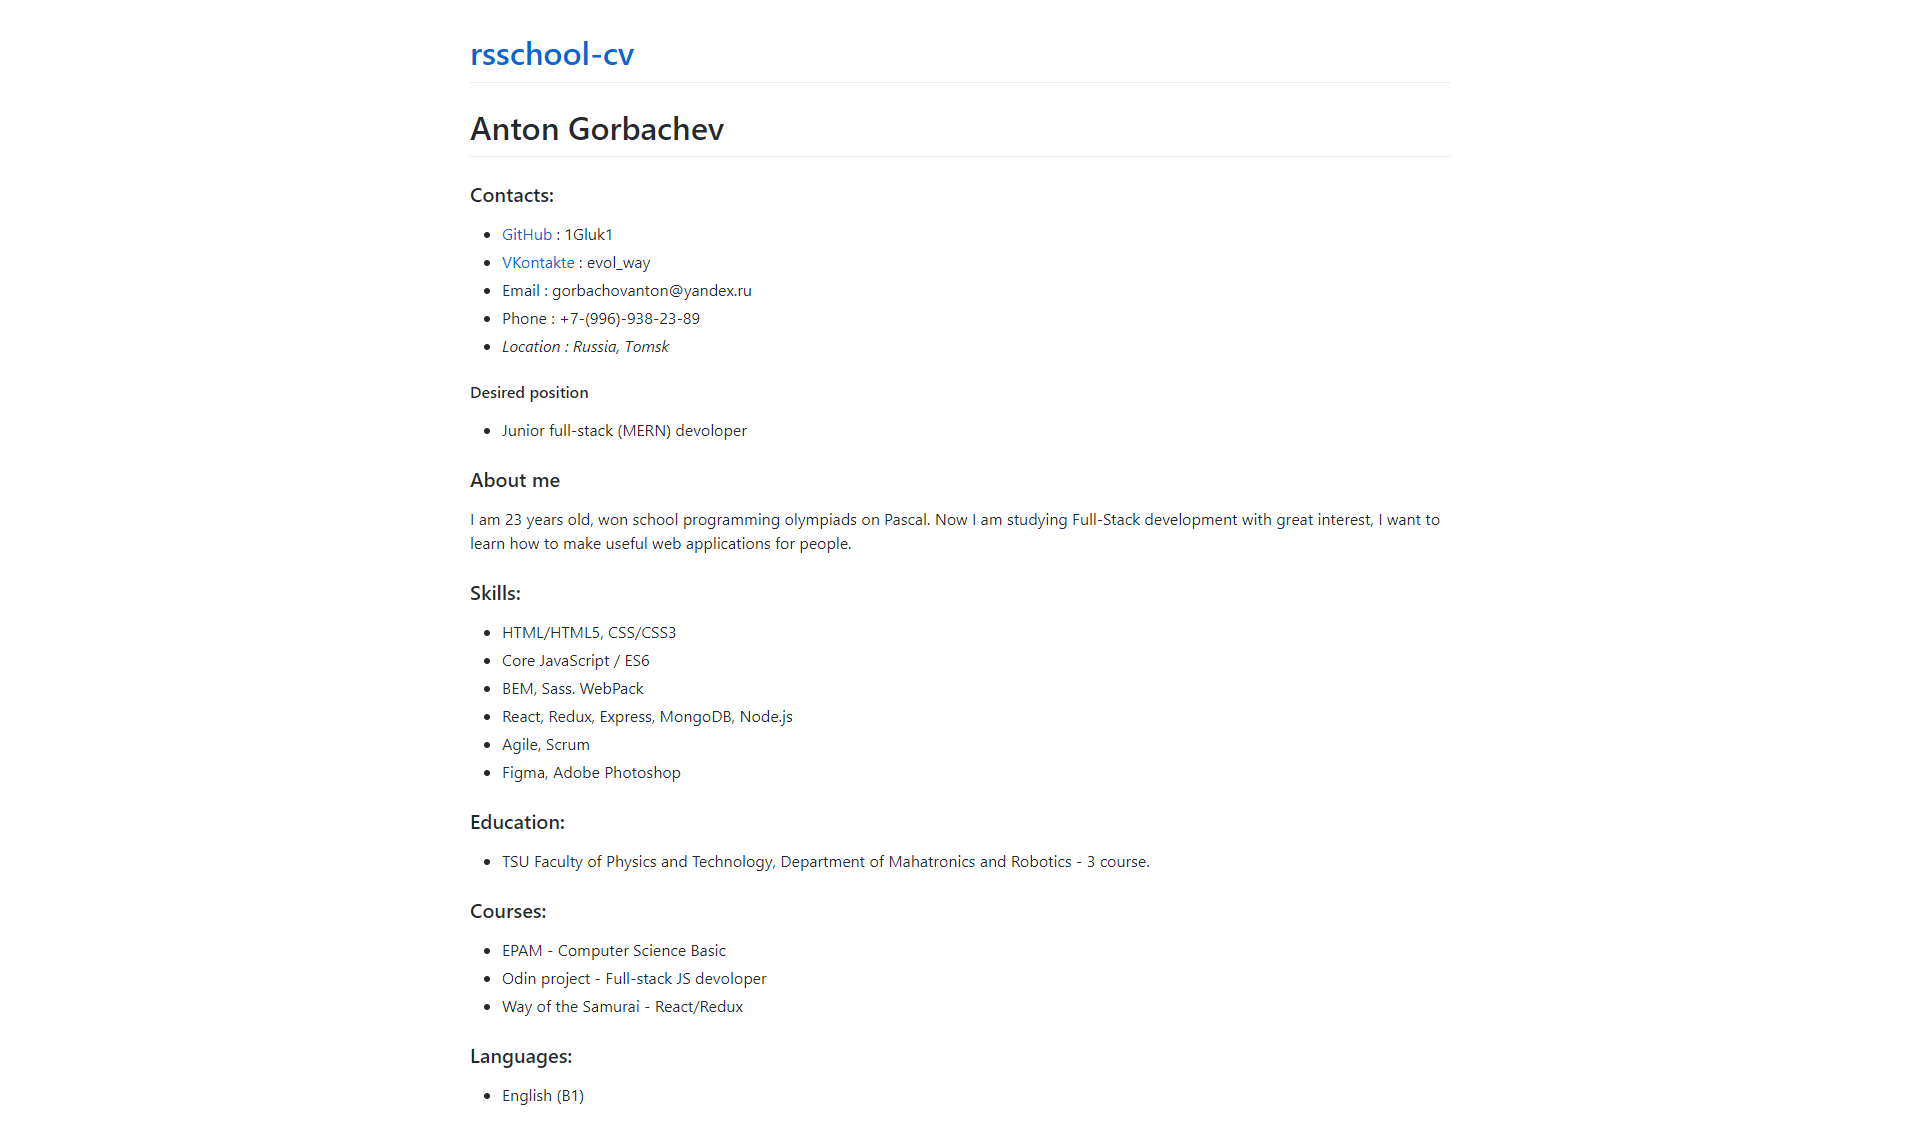 rsschool-cv
Anton Gorbachev
Contacts:
GitHub : 1Gluk1
VKontakte : evol_way
Email : gorbachovanton@yandex.ru
Phone : +7-(996)-938-23-89
Location : Russia, Tomsk
Desired position
Junior full-stack (MERN) devoloper
About me
I am 23 years old, won school programming olympiads on Pascal. Now I am studying Full-Stack development with great interest, I want to
learn how to make useful web applications for people.
Skills:
HTML/HTML5, CSS/CSS3
Core JavaScript / ES6
BEM, Sass. WebPack
React, Redux, Express, MongoDB, Node.js
Agile, Scrum
Figma, Adobe Photoshop
Education:
TSU Faculty of Physics and Technology, Department of Mahatronics and Robotics - 3 course.
Courses:
EPAM - Computer Science Basic
Odin project - Full-stack JS devoloper
Way of the Samurai - React/Redux
Languages:
English (B1)